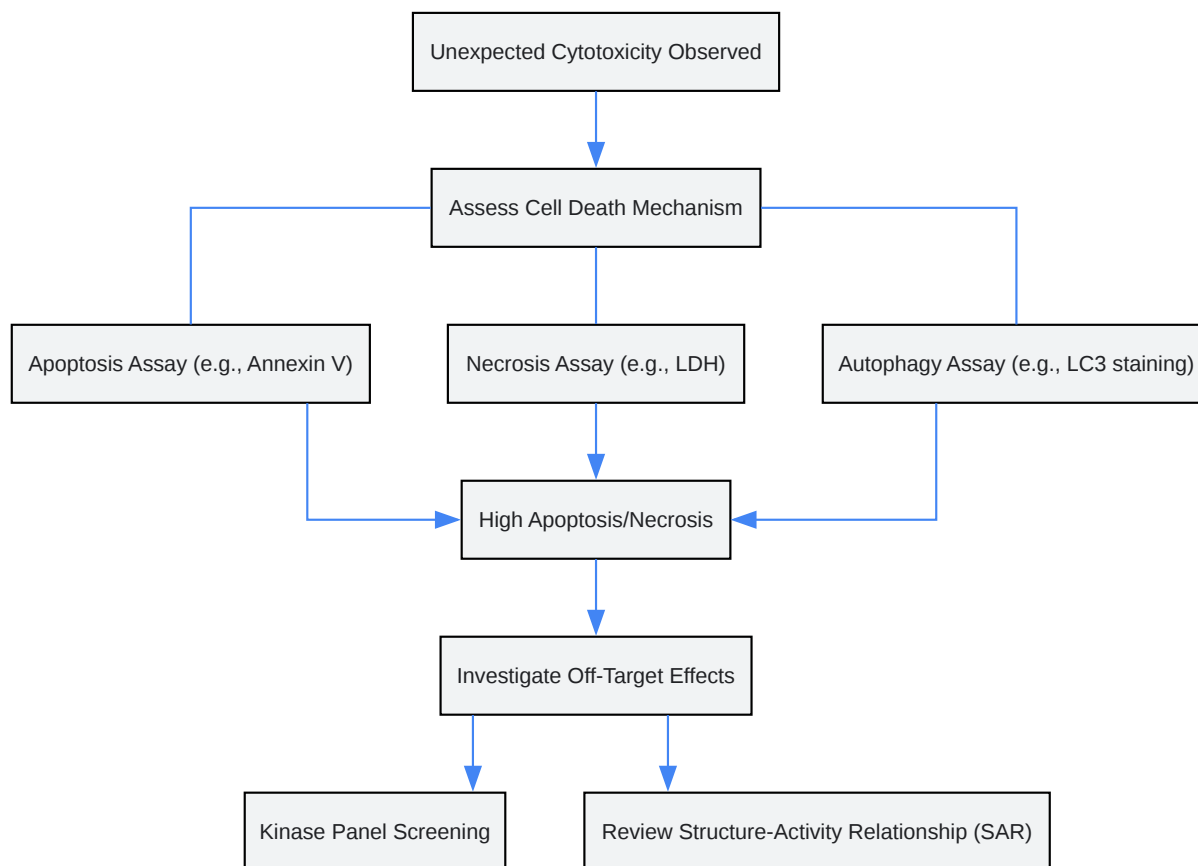 Unexpected Cytotoxicity Observed
Assess Cell Death Mechanism
Apoptosis Assay (e.g., Annexin V)
Necrosis Assay (e.g., LDH)
Autophagy Assay (e.g., LC3 staining)
High Apoptosis/Necrosis
Investigate Off-Target Effects
Kinase Panel Screening
Review Structure-Activity Relationship (SAR)